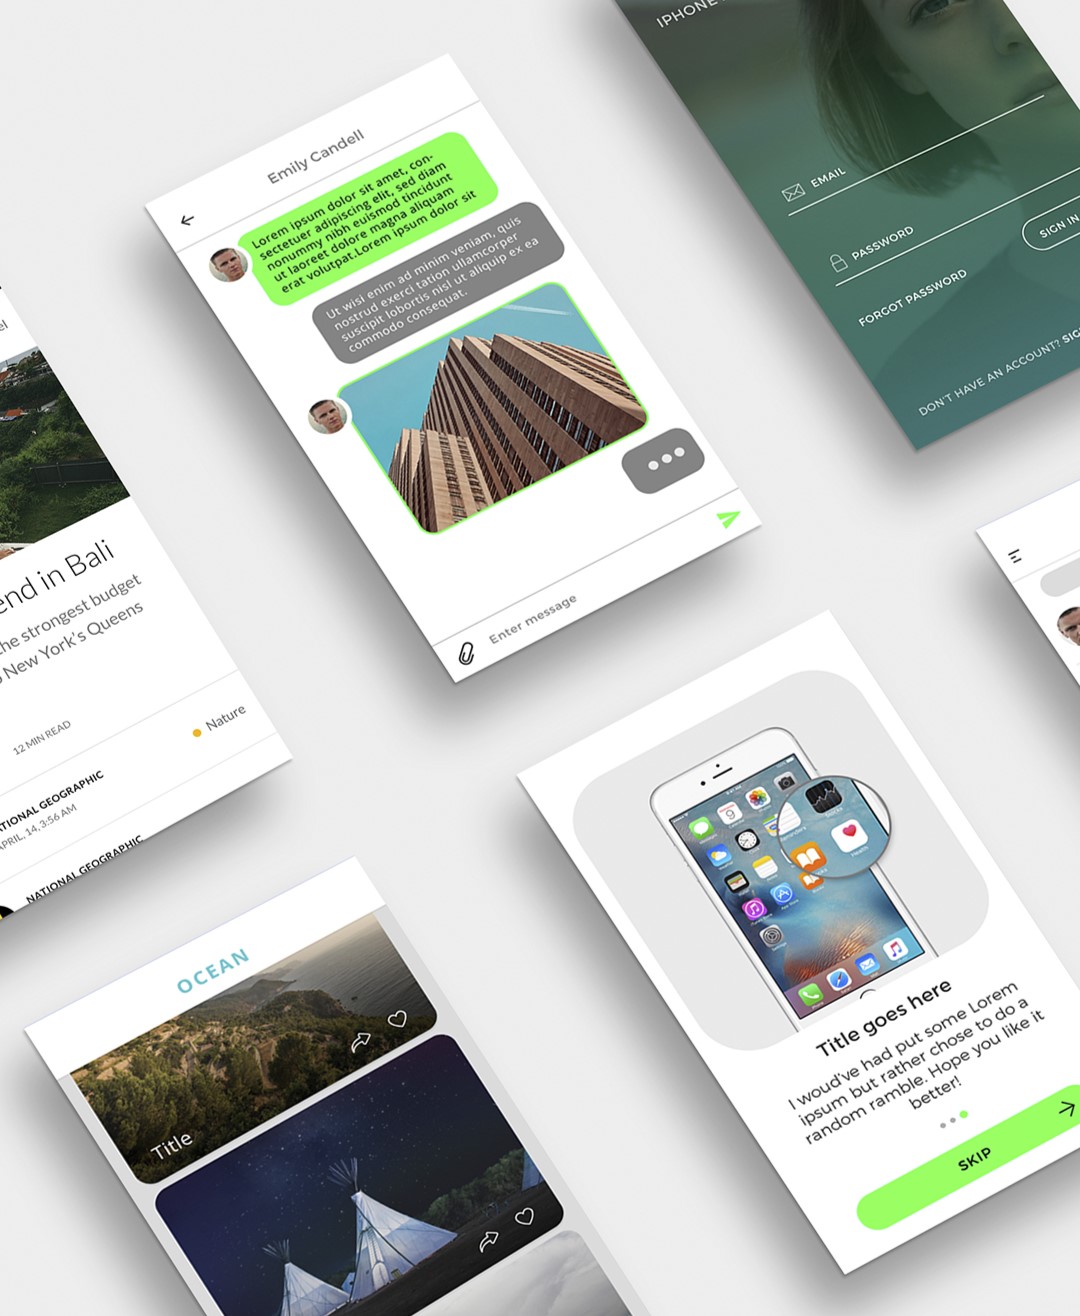 IPHONE
EMAIL
PASSWORD
SIGN IN
FORGOT PASSWORD
DON'T HAVE AN ACCOUNT?
Emily Candell
Lorem ipsum dolor sit amet, con-
sectetuer adipiscing elit, sed diam
nonummy nibh euismod tincidunt
ut laoreet dolore magna aliquam
erat volutpat.Lorem ipsum dolor sit
Ut wisi enim ad minim veniam, quis
nostrud exerci tation ullamcorper
suscipit lobortis nisl ut aliquip ex ea
commodo consequat.
Enter message
end in Bali
the strongest budget
New York's Queens
12 MIN READ
Nature
TIONAL GEOGRAPHIC
APRIL, 14, 3:56 AM
NATIONAL GEOGRAPHIC
OCEAN
Title
9
Title goes here
I woud've had put some Lorem
ipsum but rather chose to do a
random ramble. Hope you like it
better!
SKIP